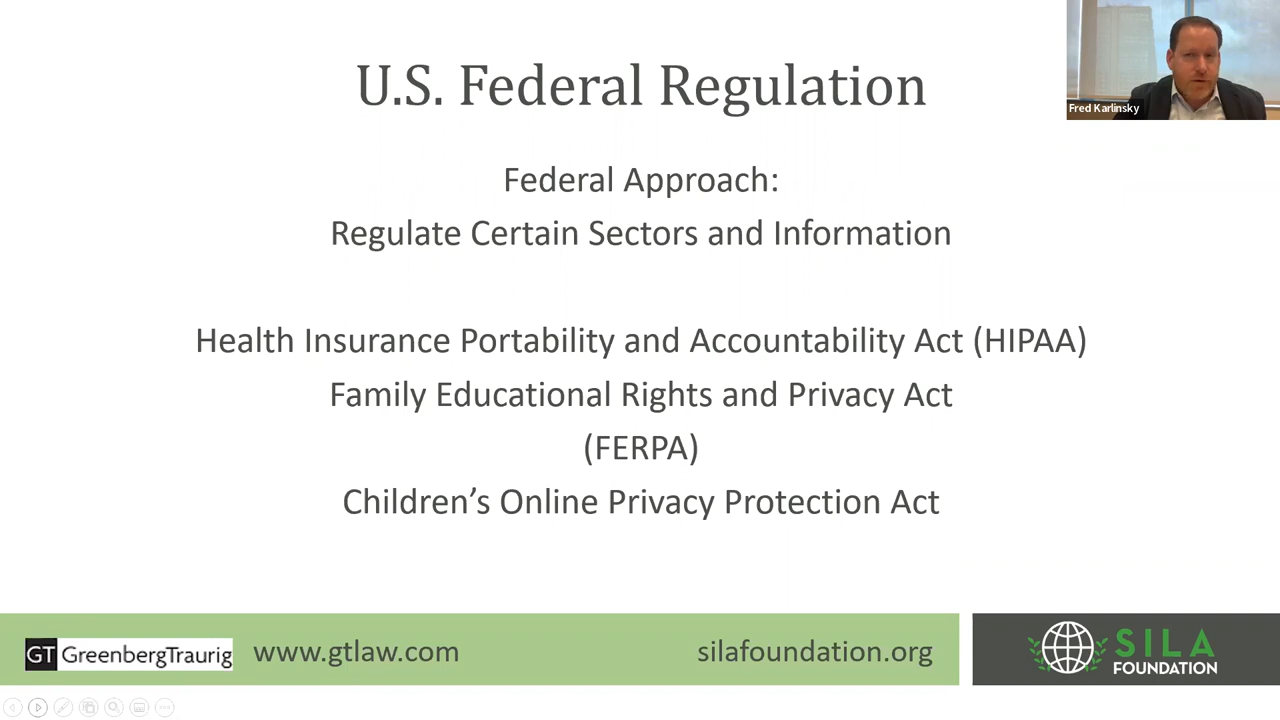 U.S. Federal Regulation
Fred Karlinsky
Federal Approach:
Regulate Certain Sectors and Information
Health Insurance Portability and Accountability Act (HIPAA)
Family Educational Rights and Privacy Act
(FERPA)
Children’s Online Privacy Protection Act
GT GreenbergTraurig
www.gtlaw.com
silafoundation.org
SILA
FOUNDATION